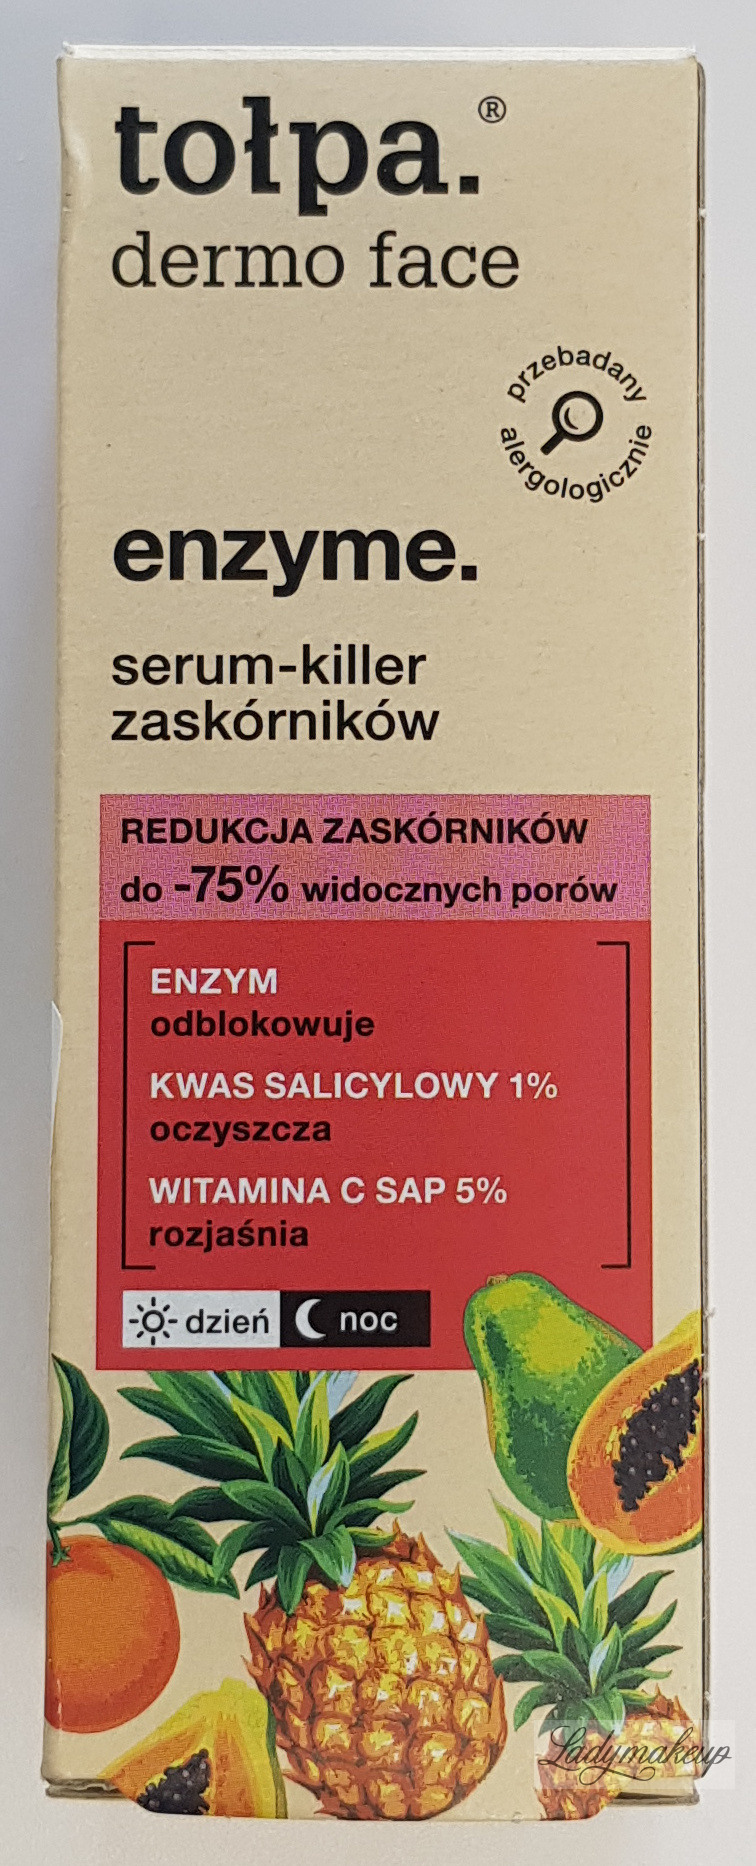 tołpa.®
dermo face
przebadany
alergologicznie
enzyme.
serum-killer
zaskórników
REDUKCJA ZASKÓRNIKÓW
do -75% widocznych porów
ENZYM
odblokowuje
KWAS SALICYLOWY 1%
oczyszcza
WITAMINA C SAP 5%
rozjaśnia
dzień noc
Ladymakeup